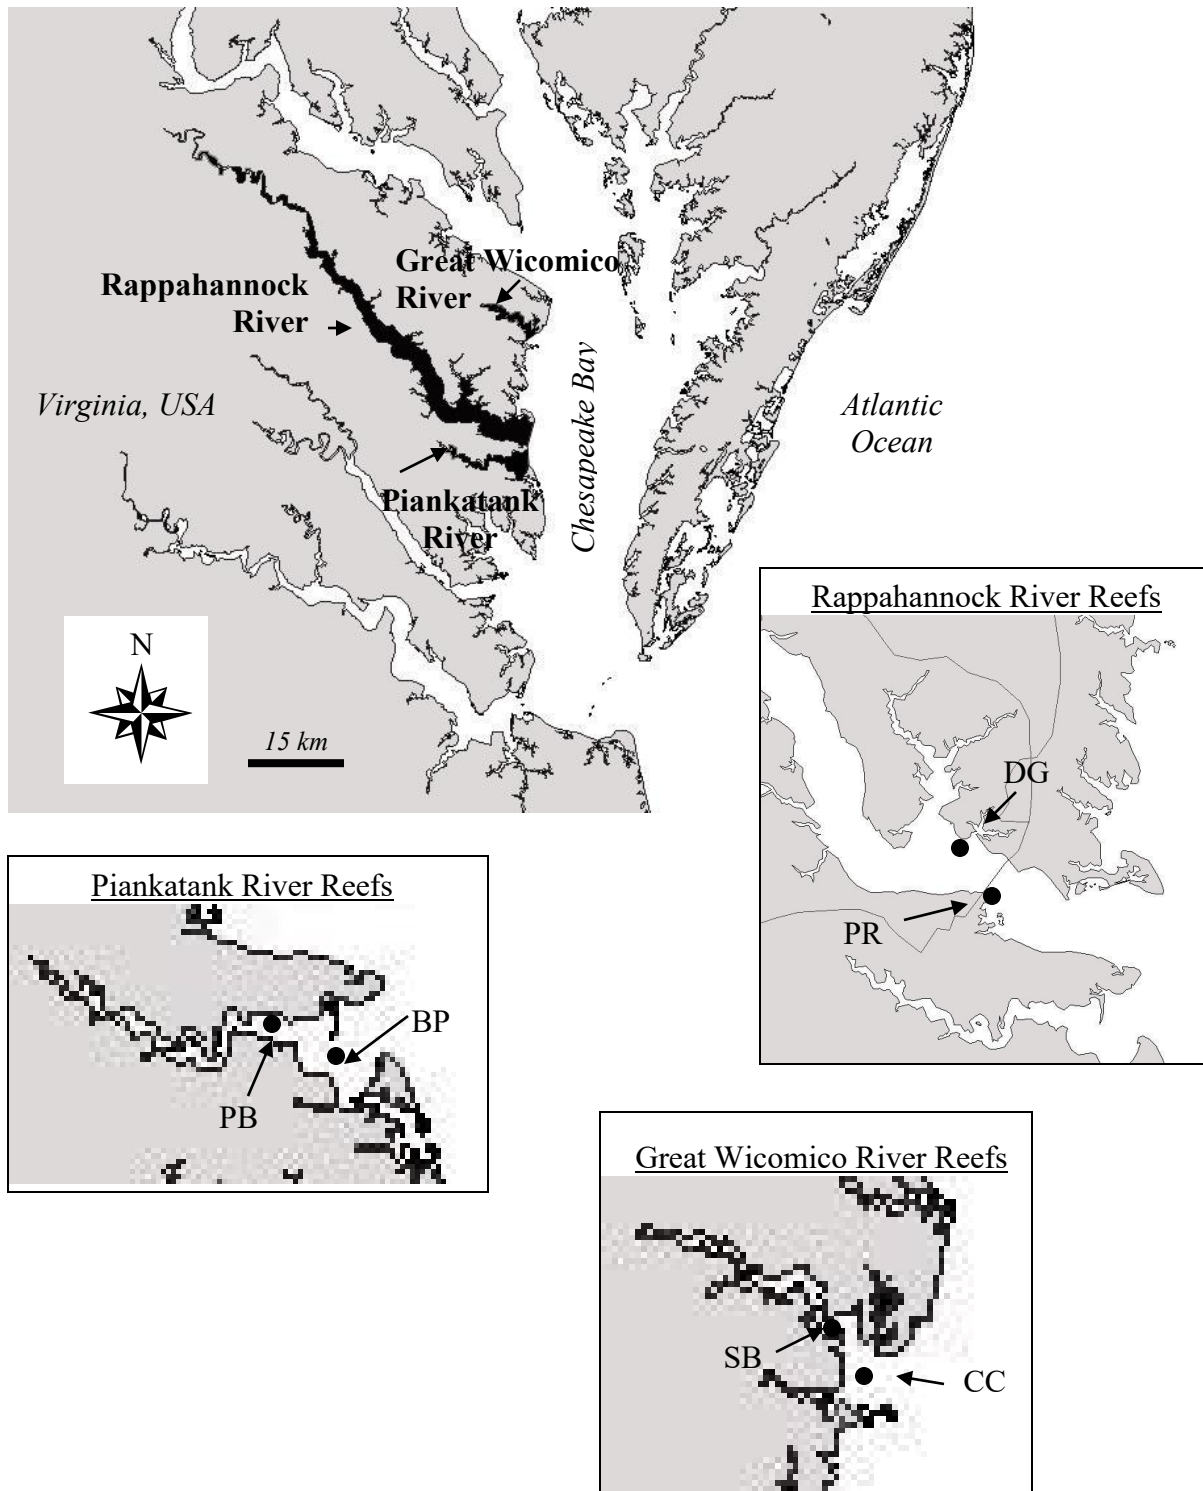 Great Wicomico
River
Rappahannock
River
Virginia, USA
Chesapeake Bay
Atlantic
Ocean
Piankatank
River
N
15 km
Rappahannock River Reefs
DG
PR
Piankatank River Reefs
BP
PB
Great Wicomico River Reefs
SB
CC